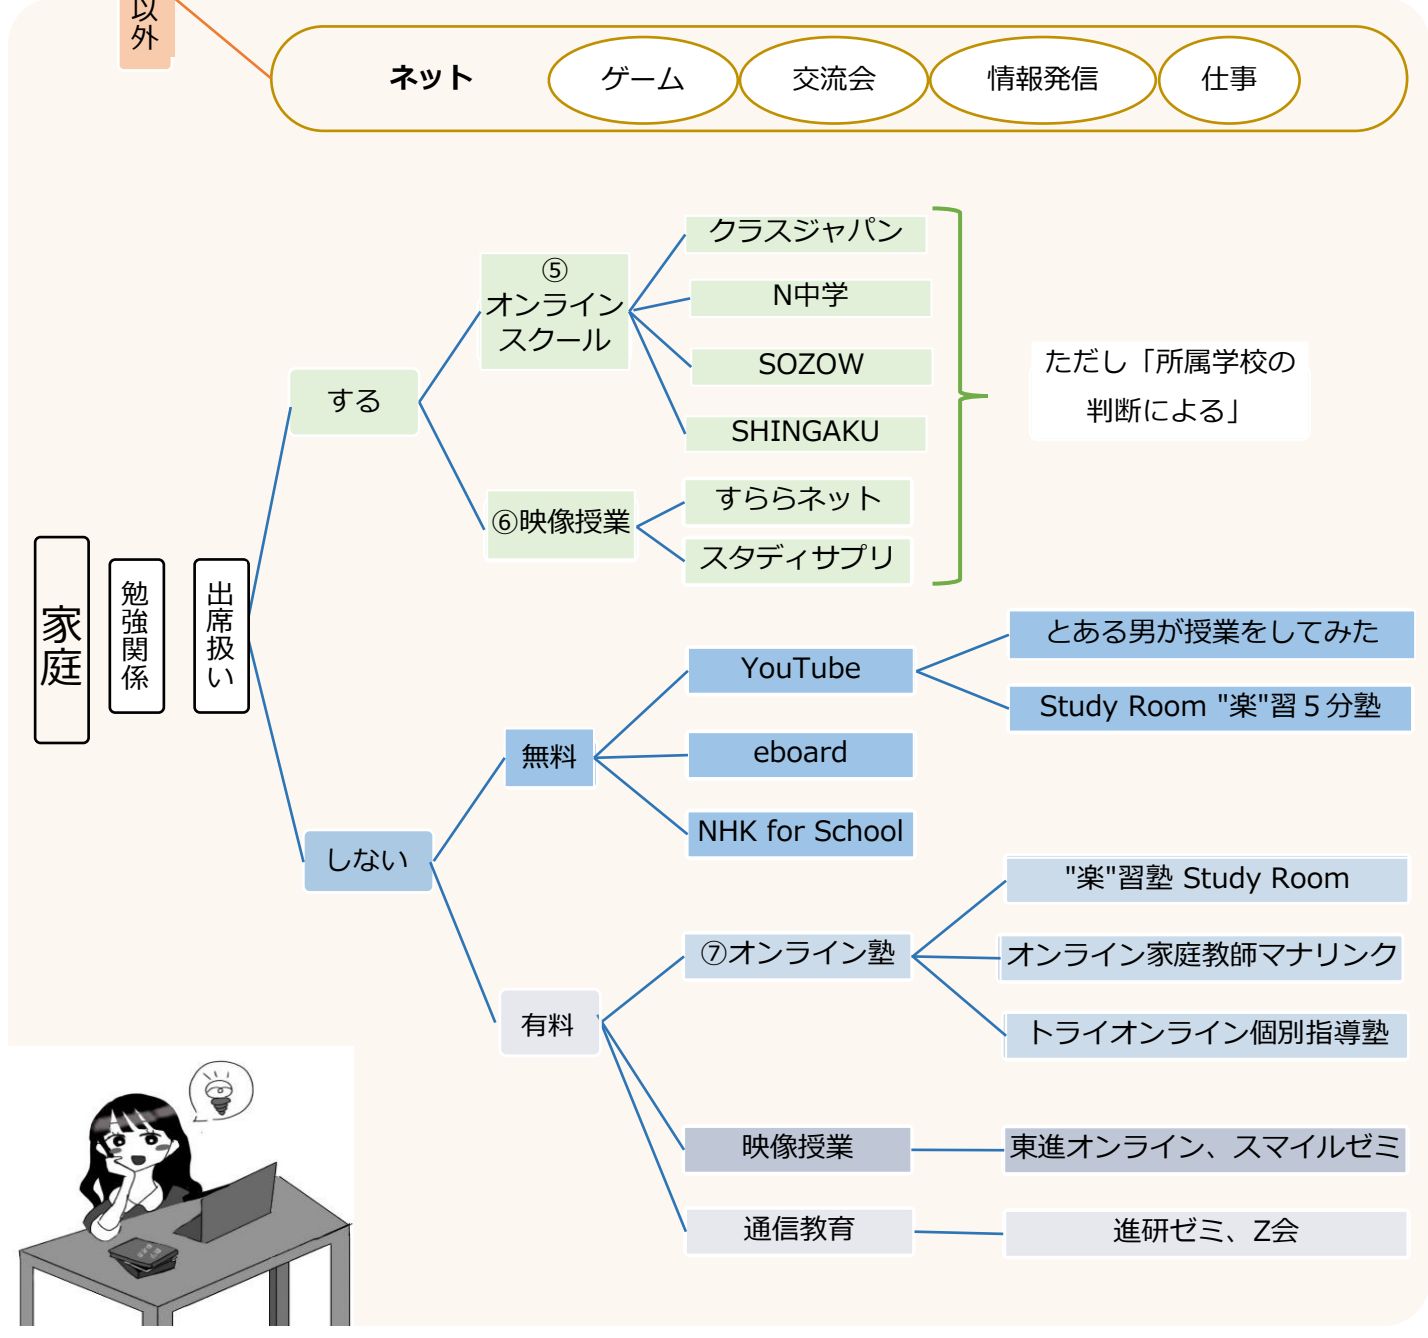 以外
ネット
ゲーム
交流会
情報発信
仕事
家庭
勉強関係
出席扱い
する
⑤
オンライン
スクール
クラスジャパン
N中学
SOZOW
SHINGAKU
⑥映像授業
すららネット
スタディサプリ
ただし「所属学校の
判断による」
しない
無料
YouTube
とある男が授業をしてみた
Study Room "楽"習５分塾
eboard
NHK for School
有料
⑦オンライン塾
"楽"習塾 Study Room
オンライン家庭教師マナリンク
トライオンライン個別指導塾
映像授業
東進オンライン、スマイルゼミ
通信教育
進研ゼミ、Z会